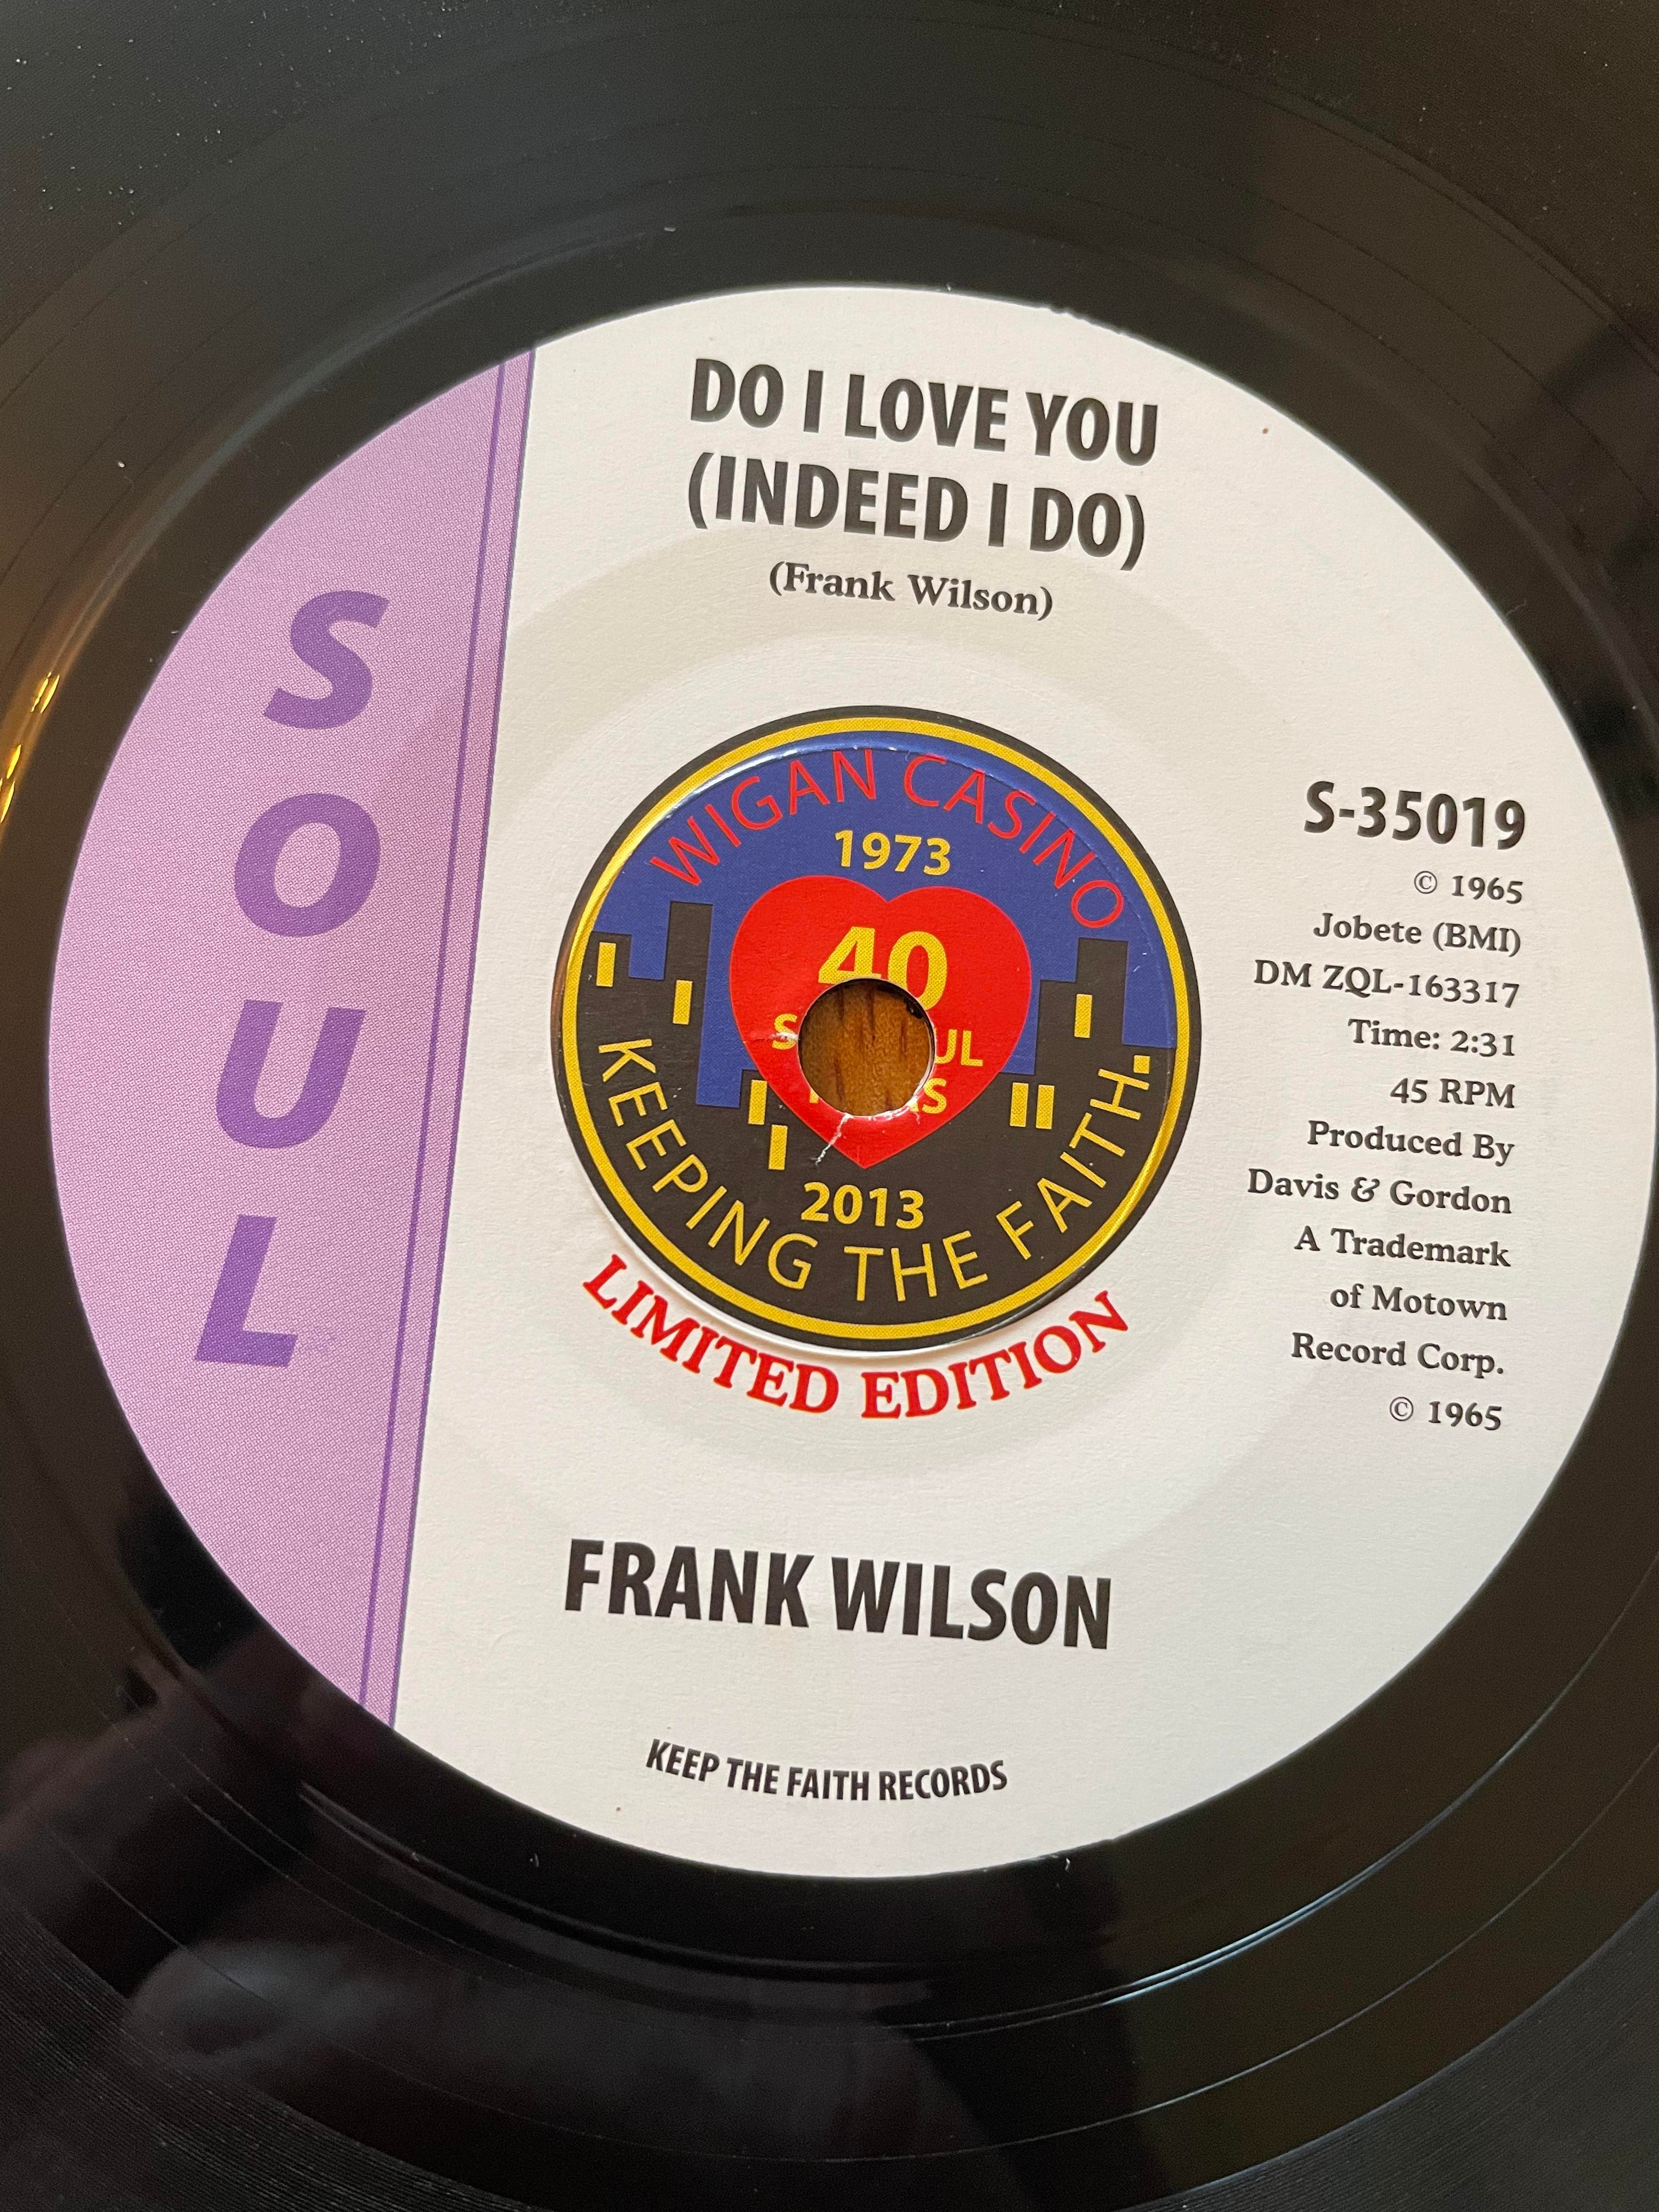 DO I LOVE YOU
(INDEED I DO)
(Frank Wilson)
SOUL
WIGAN CASINO
1973
40
2013
KEEPING THE FAITH.
LIMITED EDITION
S-35019
© 1965
Jobete (BMI)
DM ZQL-163317
Time: 2:31
45 RPM
Produced By
Davis & Gordon
A Trademark
of Motown
Record Corp.
© 1965
FRANK WILSON
KEEP THE FAITH RECORDS